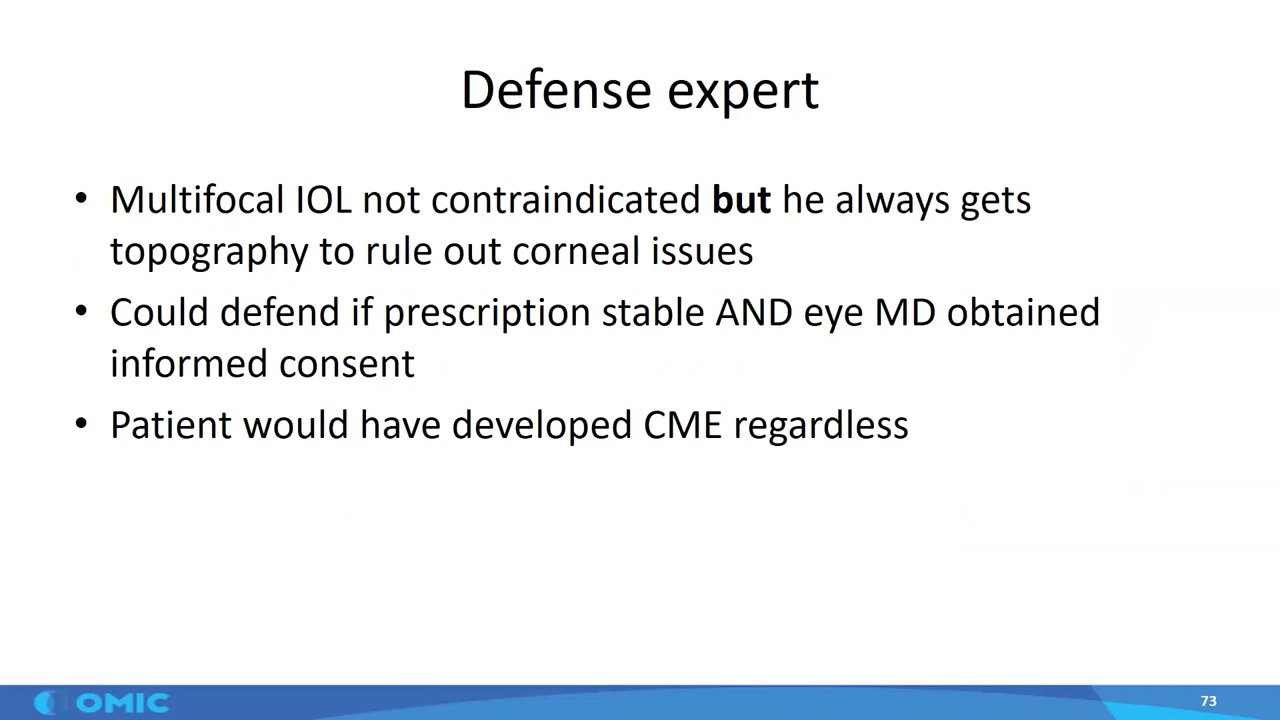 Defense expert
• Multifocal IOL not contraindicated but he always gets
topography to rule out corneal issues
• Could defend if prescription stable AND eye MD obtained
informed consent
• Patient would have developed CME regardless
OMIC
73